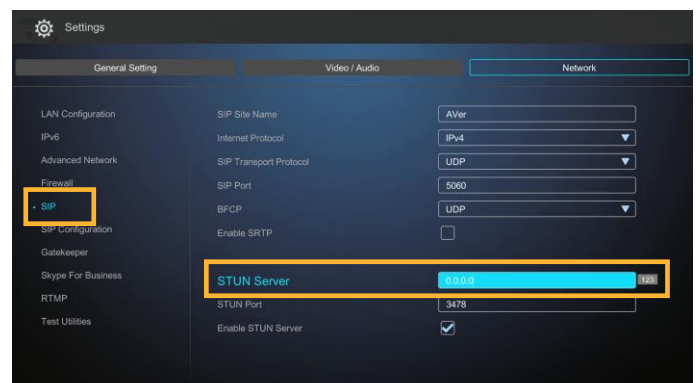 Settings
General Setting
Video / Audio
Network
LAN Configuration
IPv6
Advanced Network
Firewall
SIP
SIP Configuration
Gatekeeper
Skype For Business
RTMP
Test Utilities
SIP Site Name AVer
Internet Protocol IPv4
SIP Transport Protocol UDP
SIP Port 5060
BFCP UDP
Enable SRTP
STUN Server 0.0.0.0 123
STUN Port 3478
Enable STUN Server